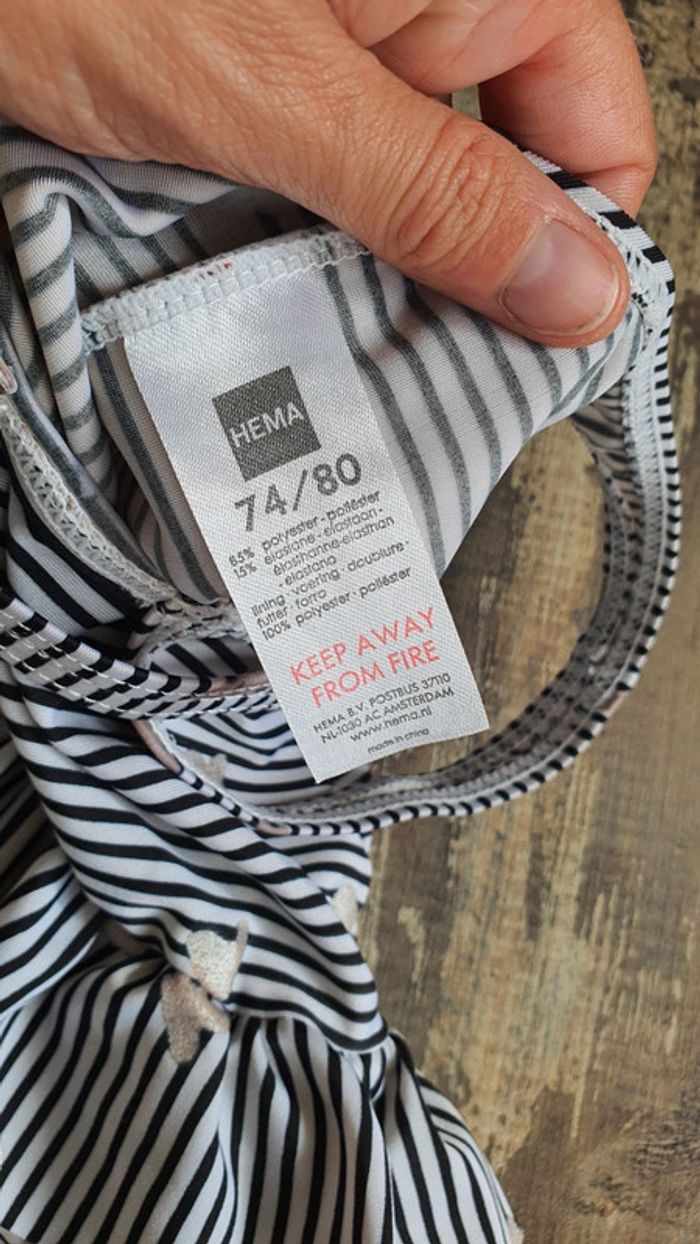 HEMA
74/80
85% polyester · poliéster
15% elastane · elastaan ·
élasthanne · elasthan
· elastano
lining · voering · doublure ·
futter · forro
100% polyester · poliéster
KEEP AWAY
FROM FIRE
HEMA B.V. POSTBUS 37110
NL-1030 AC AMSTERDAM
www.hema.nl
made in china